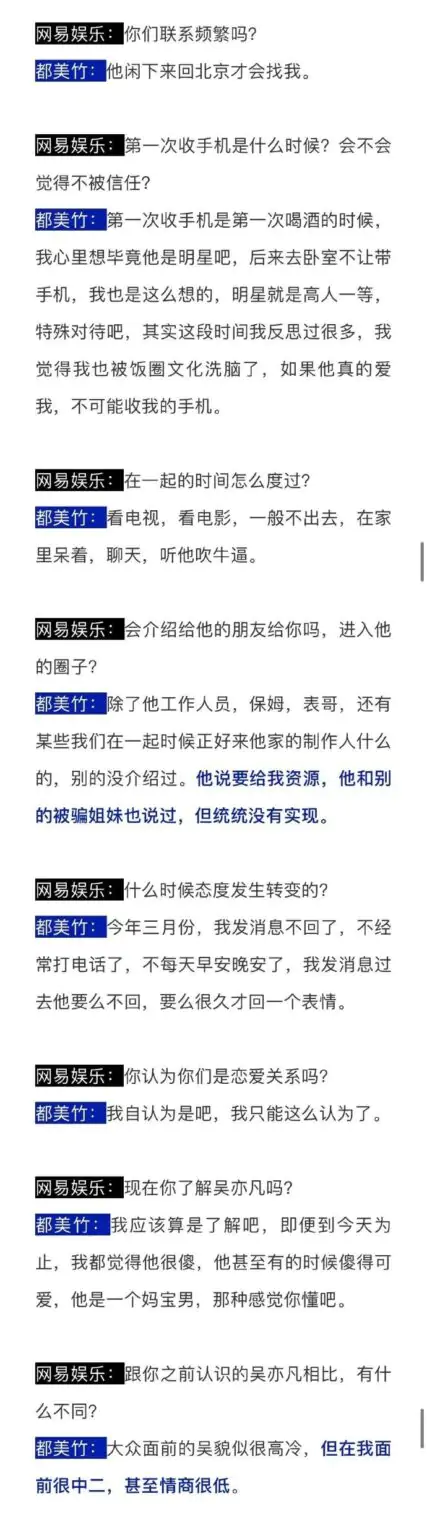 网易娱乐：你们联系频繁吗？
都美竹：他闲下来回北京才会找我。
网易娱乐：第一次收手机是什么时候？会不会
觉得不被信任？
都美竹：第一次收手机是第一次喝酒的时候，
我心里想毕竟他是明星吧，后来去卧室不让带
手机，我也是这么想的，明星就是高人一等，
特殊对待吧，其实这段时间我反思过很多，我
觉得我也被饭圈文化洗脑了，如果他真的爱
我，不可能收我的手机。
网易娱乐：在一起的时间怎么度过？
都美竹：看电视，看电影，一般不出去，在家
里呆着，聊天，听他吹牛逼。
网易娱乐：会介绍给他的朋友给你吗，进入他
的圈子？
都美竹：除了他工作人员，保姆，表哥，还有
某些我们在一起时候正好来他家的制作人什么
的，别的没介绍过。他说要给我资源，他和别
的被骗姐妹也说过，但统统没有实现。
网易娱乐：什么时候态度发生转变的？
都美竹：今年三月份，我发消息不回了，不经
常打电话了，不每天早安晚安了，我发消息过
去他要么不回，要么很久才回一个表情。
网易娱乐：你认为你们是恋爱关系吗？
都美竹：我自认为是吧，我只能这么认为了。
网易娱乐：现在你了解吴亦凡吗？
都美竹：我应该算是了解吧，即便到今天为
止，我都觉得他很傻，他甚至有的时候傻得可
爱，他是一个妈宝男，那种感觉你懂吧。
网易娱乐：跟你之前认识的吴亦凡相比，有什
么不同？
都美竹：大众面前的吴貌似很高冷，但在我面
前很中二，甚至情商很低。